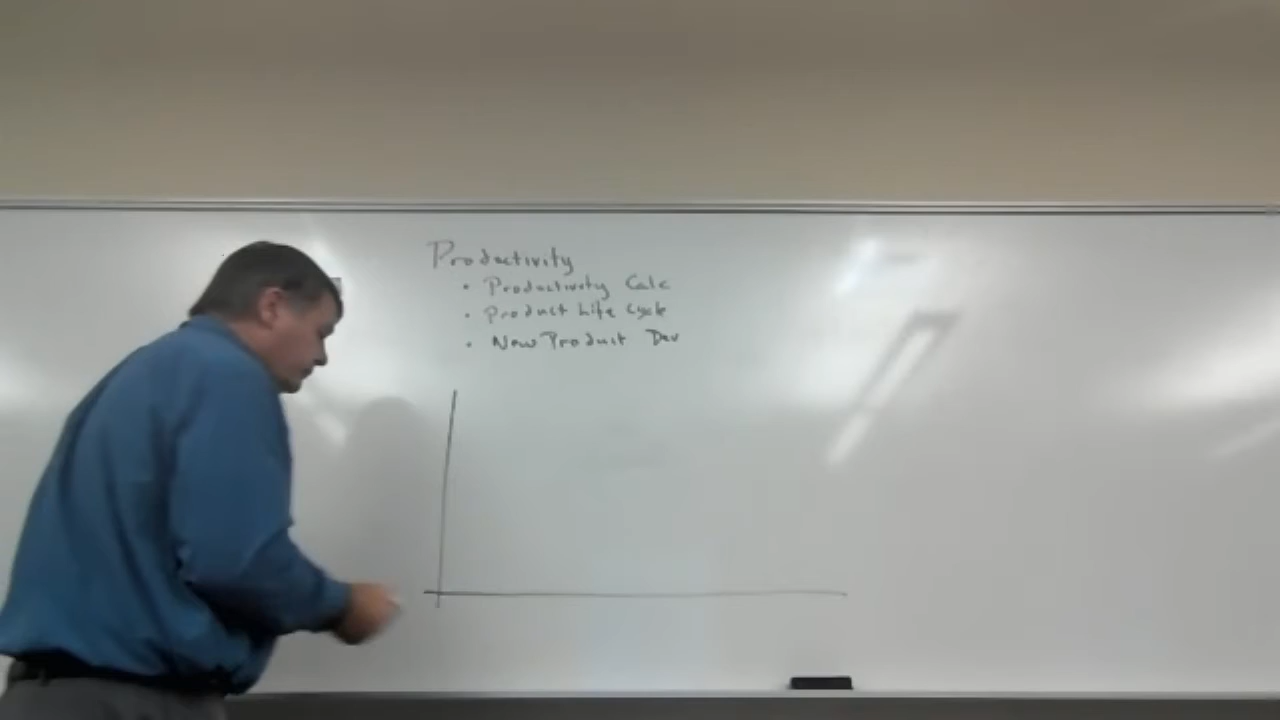 Productivity
• Productivity Calc
• Product Life Cycle
• New Product Dev